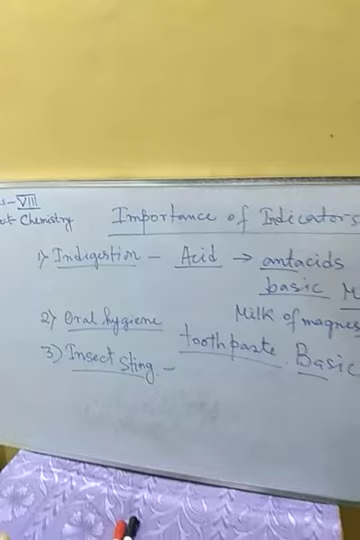 s-VIII
ct- Chemistry
Importance of Indicators
1) Indigestion - Acid → antacids
basic M
Milk of magnes
2) Oral hygiene toothpaste Basic
3) Insect sting -